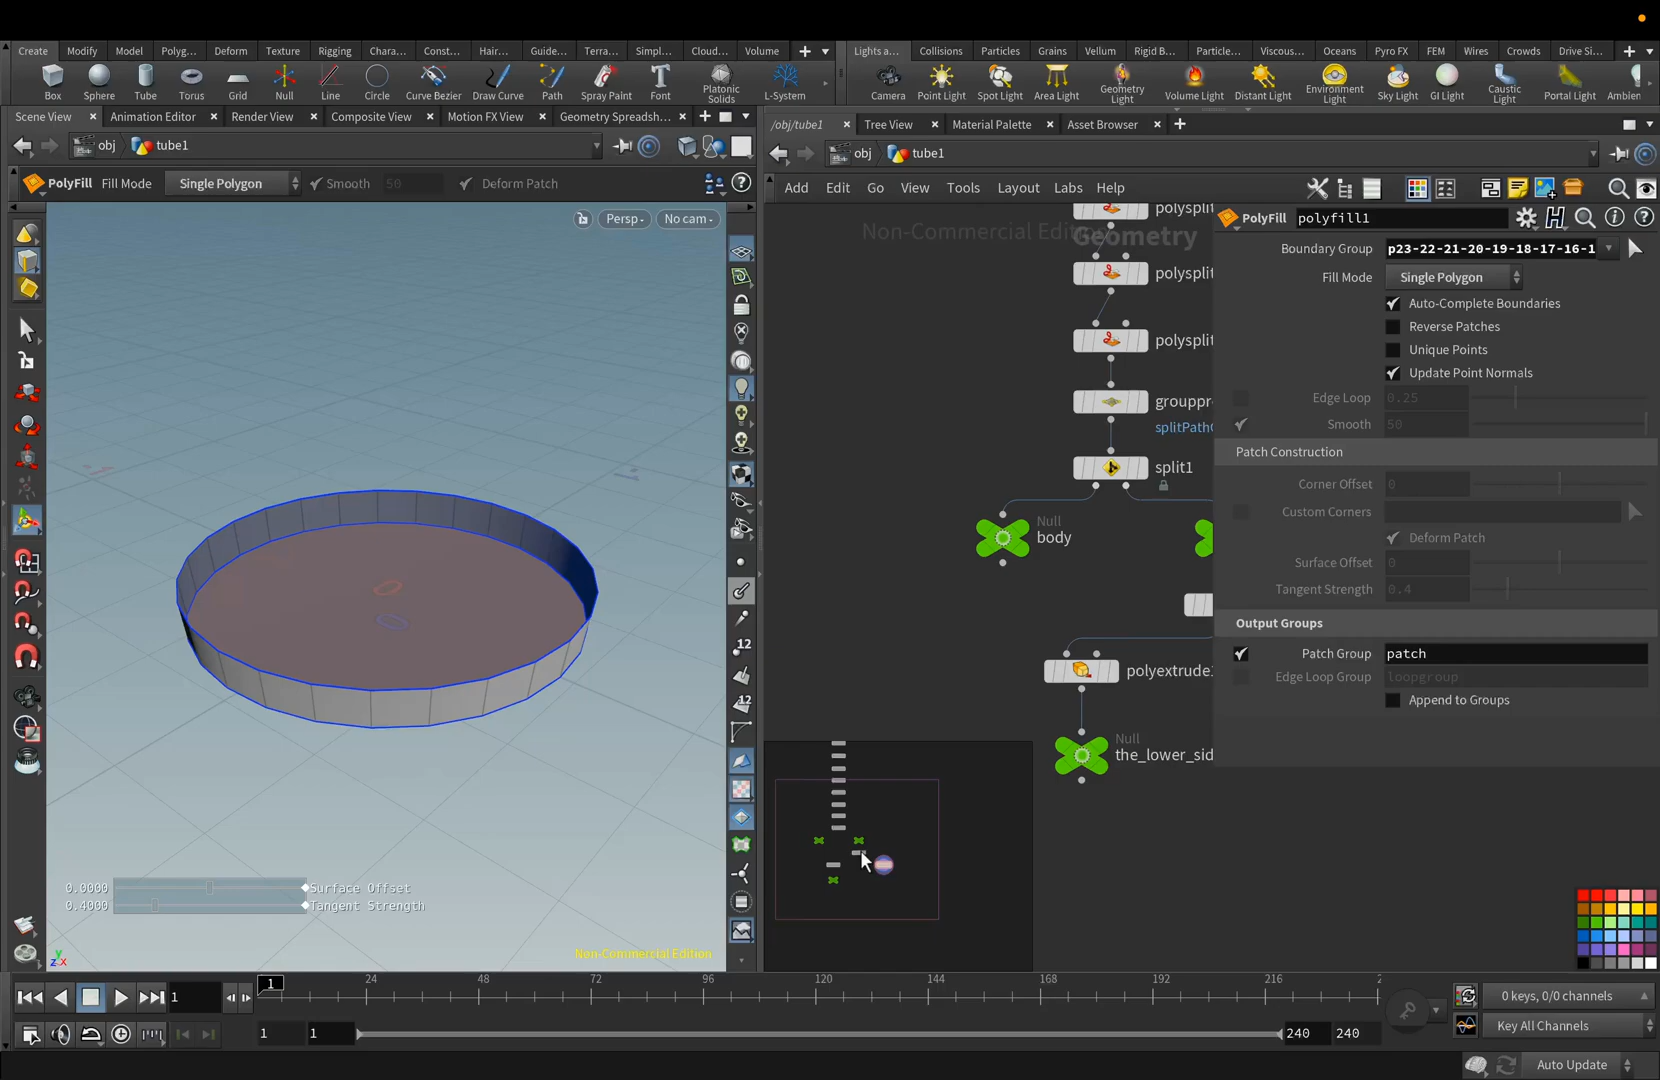 Create Modify Model Polyg... Deform Texture Rigging Chara... Const... Hair... Guide... Terra... Simpl... Cloud... Volume
Lights a... Collisions Particles Grains Vellum Rigid B... Particle... Viscous... Oceans Pyro FX FEM Wires Crowds Drive Si...
Box Sphere Tube Torus Grid Null Line Circle Curve Bezier Draw Curve Path Spray Paint Font Platonic Solids L-System
Camera Point Light Spot Light Area Light Geometry Light Volume Light Distant Light Environment Light Sky Light GI Light Caustic Light Portal Light Ambien
Scene View Animation Editor Render View Composite View Motion FX View Geometry Spreadsh...
/obj/tube1 Tree View Material Palette Asset Browser
obj tube1
obj tube1
PolyFill Fill Mode Single Polygon Smooth 50 Deform Patch
Add Edit Go View Tools Layout Labs Help
Persp No cam
Non-Commercial Edition
Geometry
polysplit
polysplit
polysplit
grouppr
splitPathG
split1
Null
body
polyextrude1
Null
the_lower_sid
PolyFill polyfill1
Boundary Group p23-22-21-20-19-18-17-16-1
Fill Mode Single Polygon
Auto-Complete Boundaries
Reverse Patches
Unique Points
Update Point Normals
Edge Loop 0.25
Smooth 50
Patch Construction
Corner Offset 0
Custom Corners
Deform Patch
Surface Offset 0
Tangent Strength 0.4
Output Groups
Patch Group patch
Edge Loop Group loopgroup
Append to Groups
12
12
0.0000 Surface Offset
0.4000 Tangent Strength
Non-Commercial Edition
1 1 24 48 72 96 120 144 168 192 216 2
0 keys, 0/0 channels
1 1 240 240
Key All Channels
Auto Update